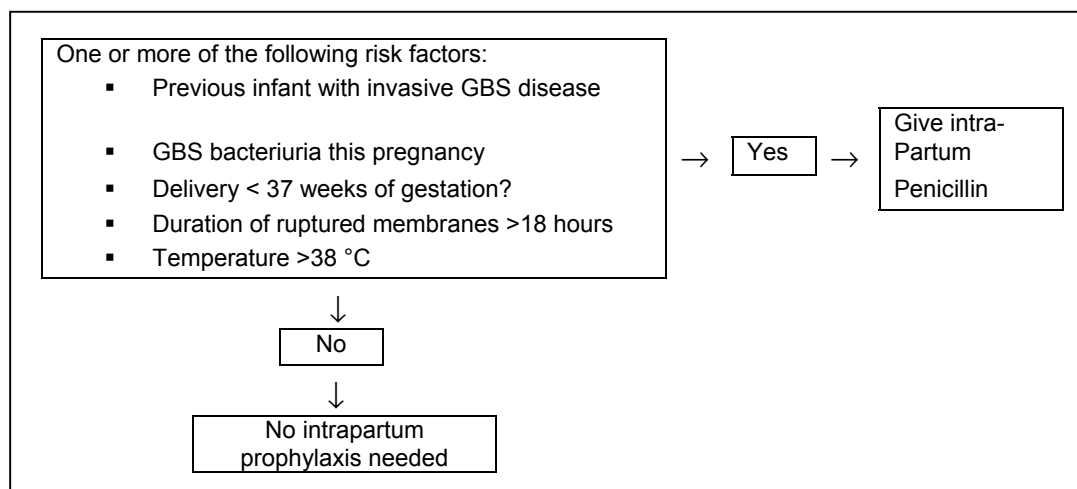 One or more of the following risk factors:
▪ Previous infant with invasive GBS disease
▪ GBS bacteriuria this pregnancy
▪ Delivery < 37 weeks of gestation?
▪ Duration of ruptured membranes >18 hours
▪ Temperature >38 °C
→ Yes →
Give intra-
Partum
Penicillin
↓
No
↓
No intrapartum
prophylaxis needed